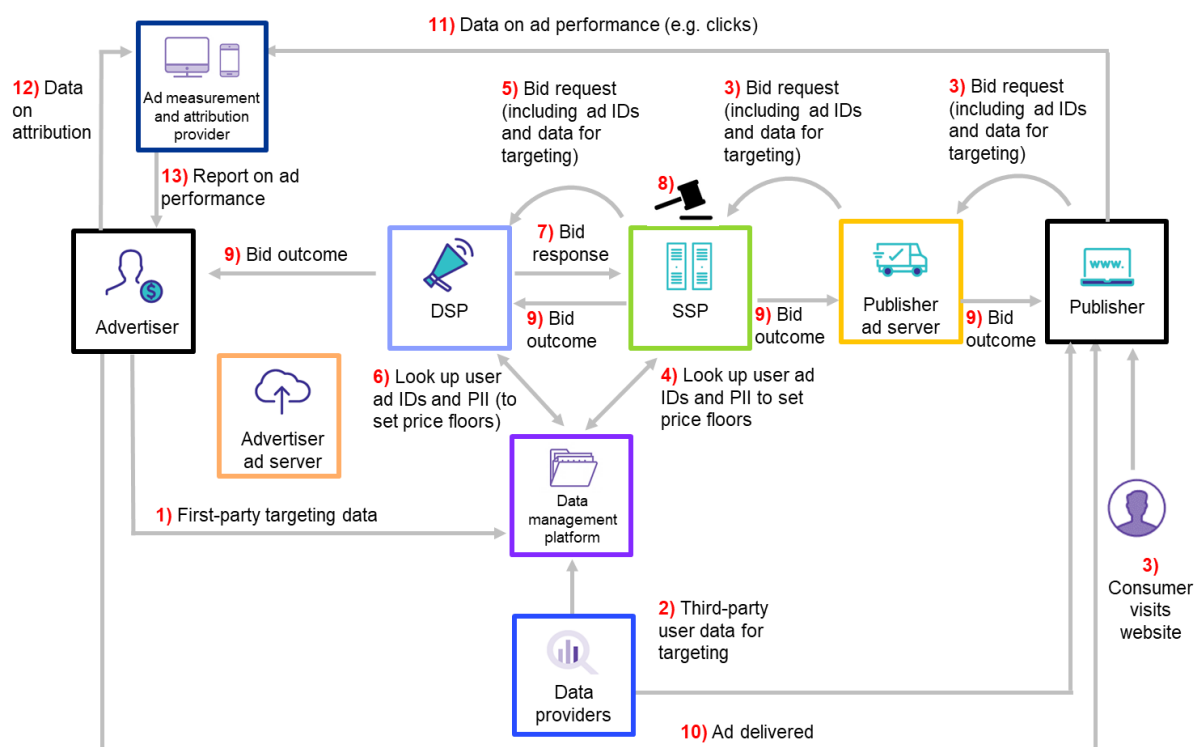 11) Data on ad performance (e.g. clicks)
12) Data
on
attribution
Ad measurement
and attribution
provider
5) Bid request
(including ad IDs
and data for
targeting)
3) Bid request
(including ad IDs
and data for
targeting)
3) Bid request
(including ad IDs
and data for
targeting)
13) Report on ad
performance
8)
9) Bid outcome
7) Bid
response
$
Advertiser
DSP
SSP
Publisher
ad server
www.
Publisher
9) Bid
outcome
9) Bid
outcome
9) Bid
outcome
6) Look up user
ad IDs and PII (to
set price floors)
4) Look up user ad
IDs and PII to set
price floors
Advertiser
ad server
1) First-party targeting data
Data
management
platform
3)
Consumer
visits
website
2) Third-party
user data for
targeting
Data
providers
10) Ad delivered